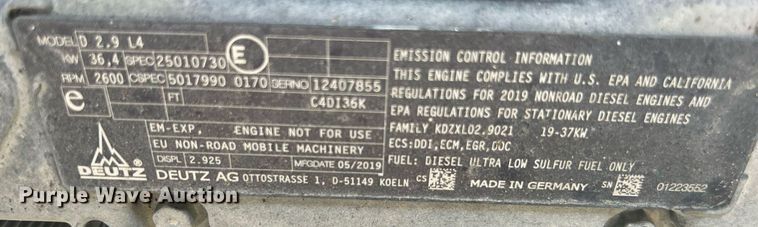 MODEL D 2.9 L4
KW 36,4 SPEC 25010730 E
RPM 2600 CSPEC 5017990 0170 SERNO 12407855
e FT C4DI36K
EM-EXP, ENGINE NOT FOR USE
EU NON-ROAD MOBILE MACHINERY
DISPL 2.925 MFGDATE 05/2019
DEUTZ DEUTZ AG OTTOSTRASSE 1, D-51149 KOELN
EMISSION CONTROL INFORMATION
THIS ENGINE COMPLIES WITH U.S. EPA AND CALIFORNIA
REGULATIONS FOR 2019 NONROAD DIESEL ENGINES AND
EPA REGULATIONS FOR STATIONARY DIESEL ENGINES
FAMILY KDZXL02.9021 19-37KW
ECS:DDI,ECM,EGR,DOC
FUEL: DIESEL ULTRA LOW SULFUR FUEL ONLY
CS MADE IN GERMANY SN 01223552
Purple Wave Auction